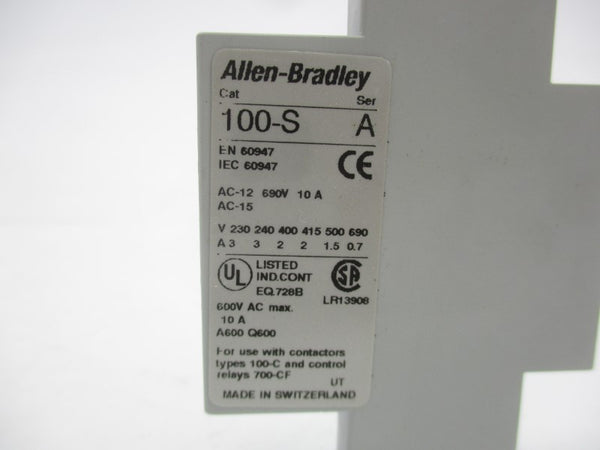 Allen-Bradley
Cat Ser
100-S A
EN 60947
IEC 60947
CE
AC-12 690V 10 A
AC-15
V 230 240 400 415 500 690
A 3 3 2 2 1.5 0.7
UL LISTED
IND.CONT
EQ.728B
SA
LR13908
600V AC max.
10 A
A600 Q600
For use with contactors
types 100-C and control
relays 700-CF
UT
MADE IN SWITZERLAND